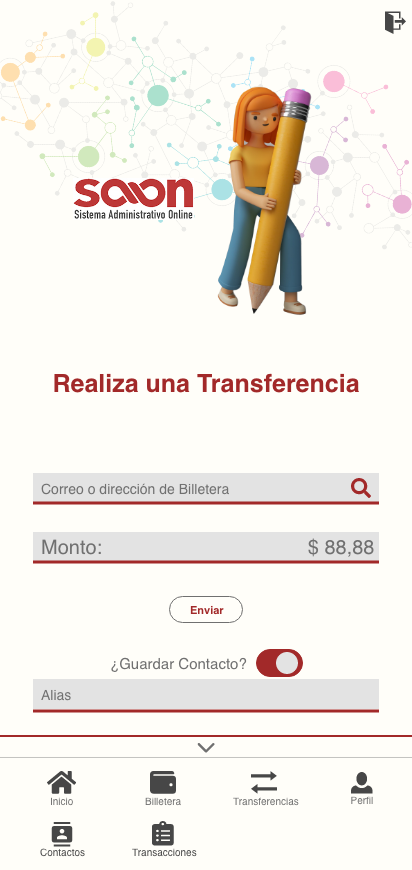 saon
Sistema Administrativo Online
Realiza una Transferencia
Correo o dirección de Billetera
Monto: $ 88,88
Enviar
¿Guardar Contacto?
Alias
Inicio Billetera Transferencias Perfil
Contactos Transacciones